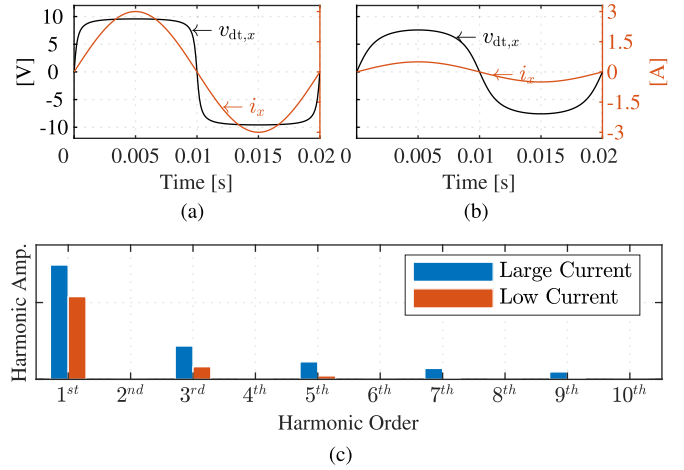 10 5 0 -5 -10
[V]
v_dt,x
i_x
0 0.005 0.01 0.015 0.02
Time [s]
(a)
v_dt,x
i_x
3 1.5 0 -1.5 -3
[A]
0 0.005 0.01 0.015 0.02
Time [s]
(b)
Harmonic Amp.
Large Current
Low Current
1st 2nd 3rd 4th 5th 6th 7th 8th 9th 10th
Harmonic Order
(c)